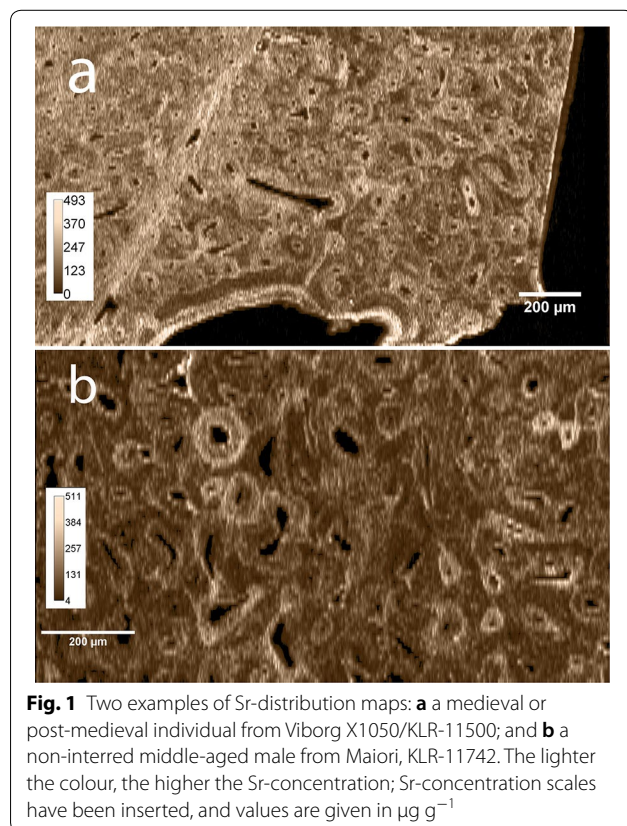 a
493
370
247
123
0
200 µm
b
511
384
257
131
4
200 µm
Fig. 1 Two examples of Sr-distribution maps: a a medieval or
post-medieval individual from Viborg X1050/KLR-11500; and b a
non-interred middle-aged male from Maiori, KLR-11742. The lighter
the colour, the higher the Sr-concentration; Sr-concentration scales
have been inserted, and values are given in µg g⁻¹